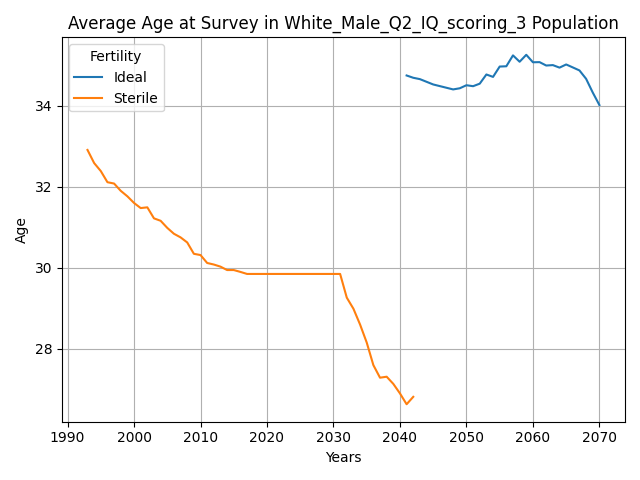 Average Age at Survey in White_Male_Q2_IQ_scoring_3 Population
Fertility
Ideal
Sterile
Age
34
32
30
28
1990 2000 2010 2020 2030 2040 2050 2060 2070
Years